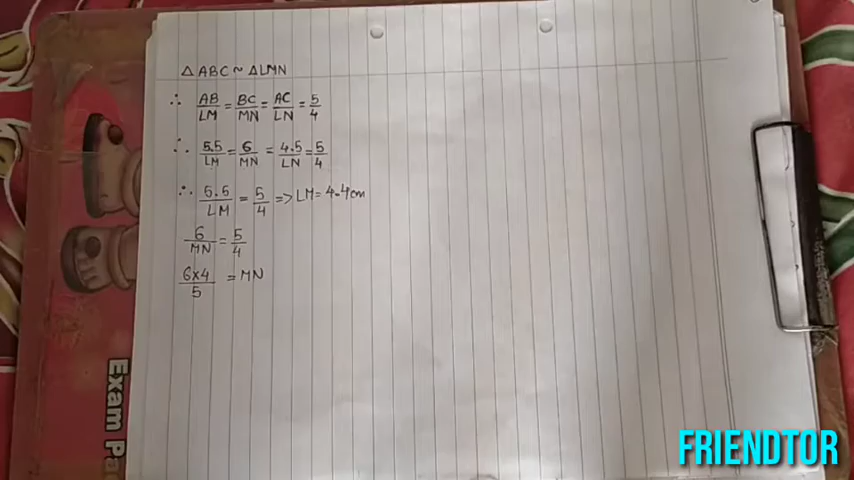 △ABC ~ △LMN
∴ AB/LM = BC/MN = AC/LN = 5/4
∴ 5.5/LM = 6/MN = 4.5/LN = 5/4
∴ 5.5/LM = 5/4 => LM = 4.4cm
6/MN = 5/4
6×4/5 = MN
Exam
Pa
FRIENDTOR